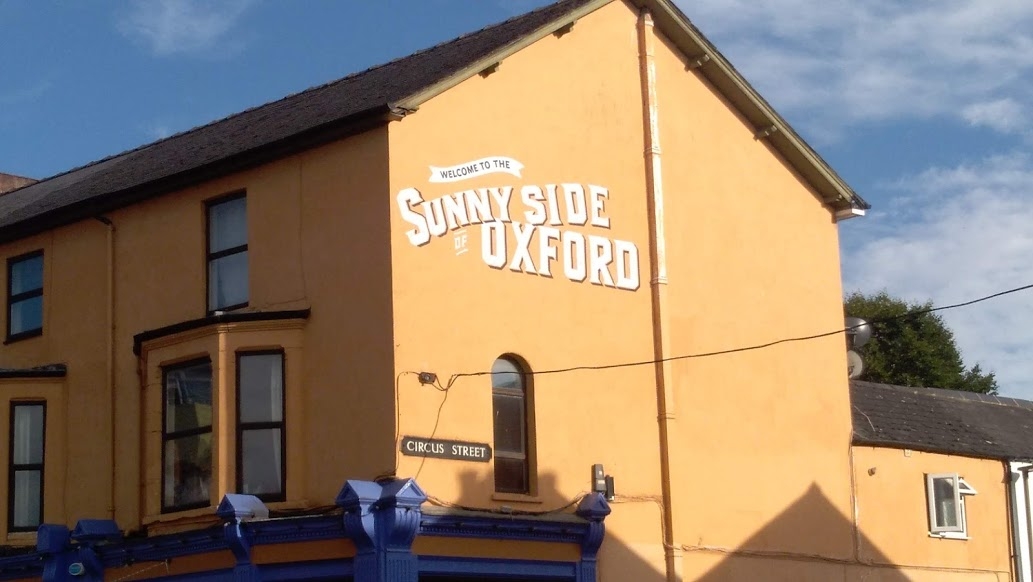 WELCOME TO THE
SUNNY SIDE
OF OXFORD
CIRCUS STREET